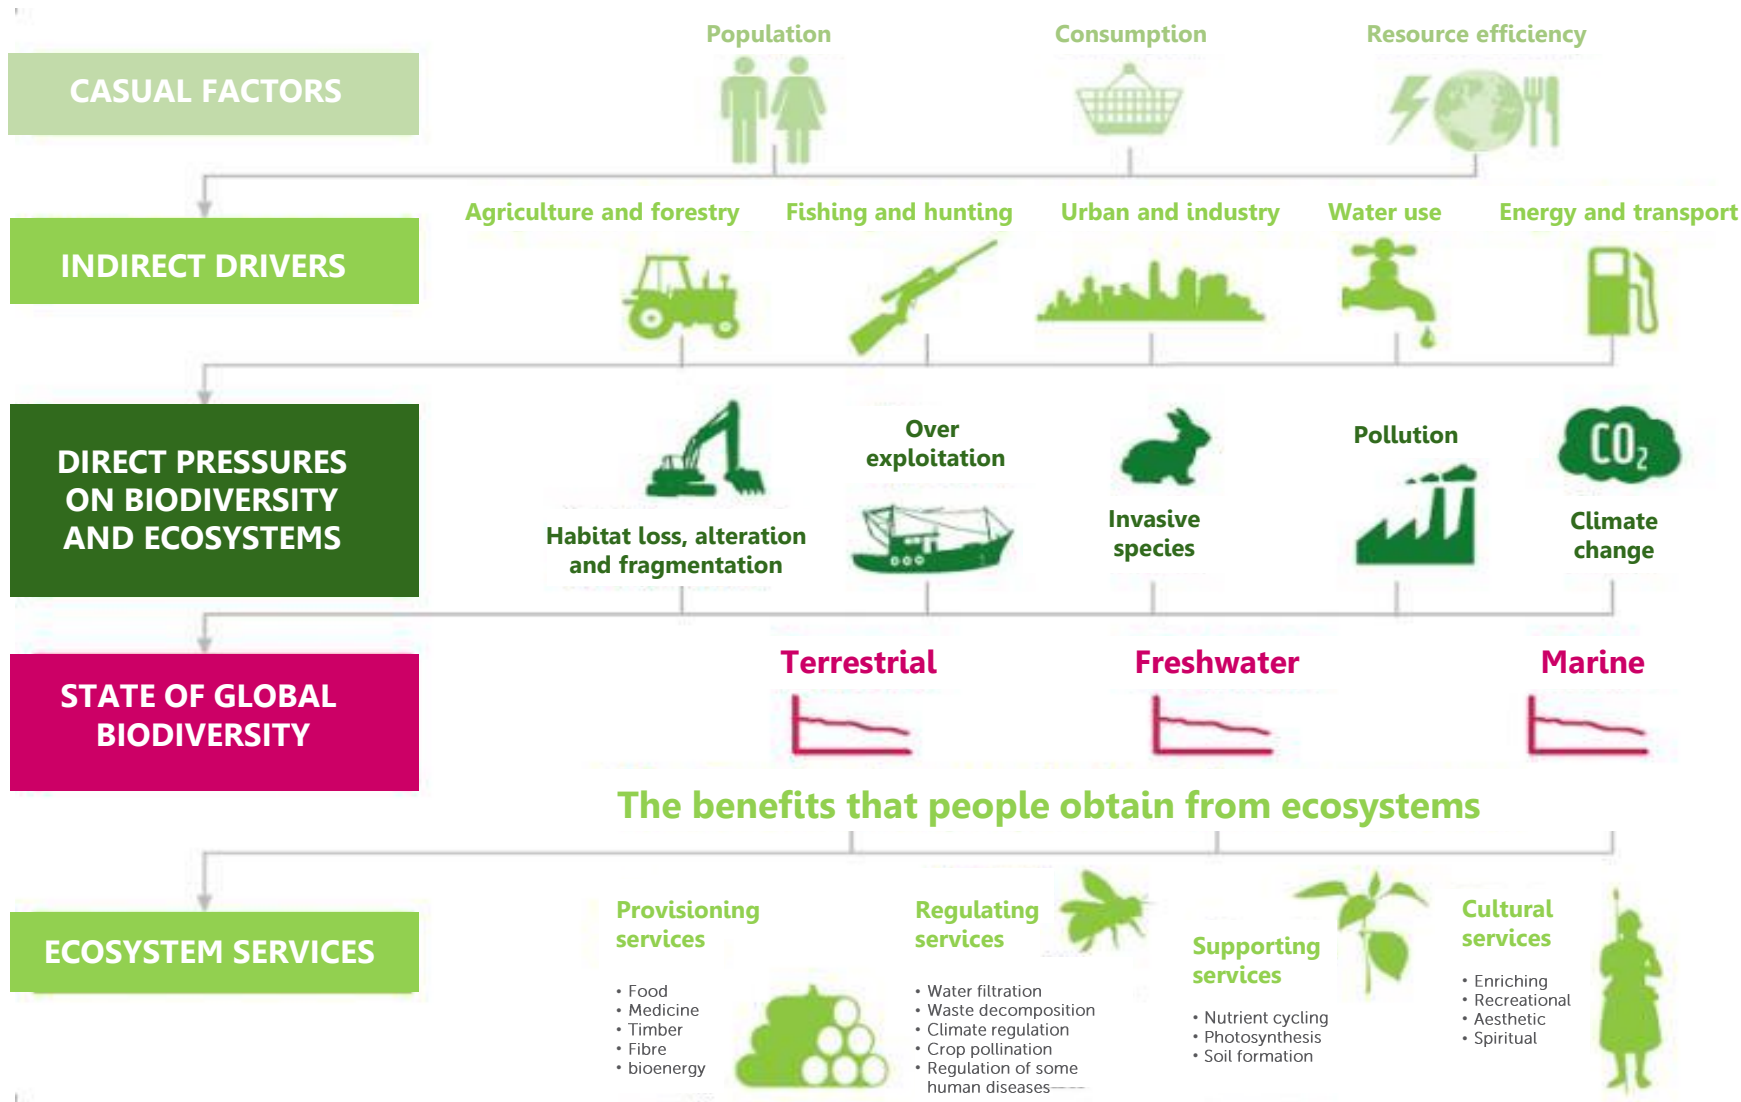 CASUAL FACTORS
Population
Consumption
Resource efficiency
INDIRECT DRIVERS
Agriculture and forestry
Fishing and hunting
Urban and industry
Water use
Energy and transport
DIRECT PRESSURES
ON BIODIVERSITY
AND ECOSYSTEMS
Habitat loss, alteration
and fragmentation
Over
exploitation
Invasive
species
Pollution
CO2
Climate
change
STATE OF GLOBAL
BIODIVERSITY
Terrestrial
Freshwater
Marine
The benefits that people obtain from ecosystems
ECOSYSTEM SERVICES
Provisioning
services
• Food
• Medicine
• Timber
• Fibre
• bioenergy
Regulating
services
• Water filtration
• Waste decomposition
• Climate regulation
• Crop pollination
• Regulation of some
human diseases
Supporting
services
• Nutrient cycling
• Photosynthesis
• Soil formation
Cultural
services
• Enriching
• Recreational
• Aesthetic
• Spiritual